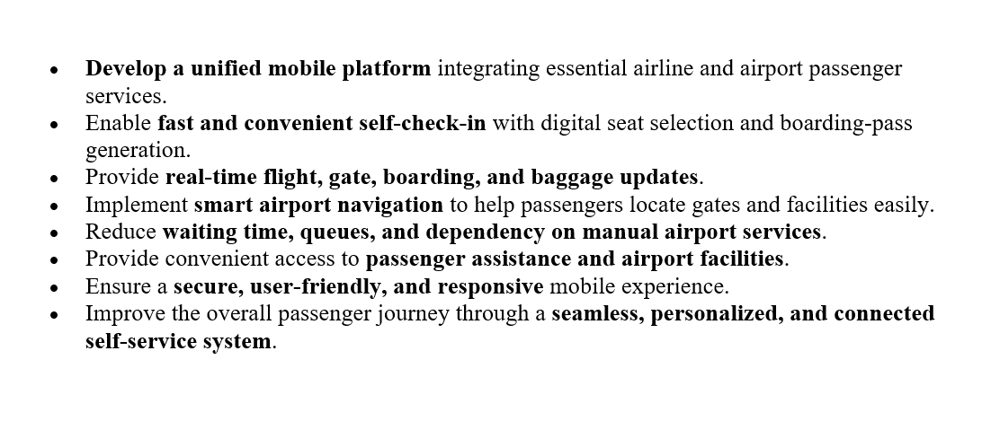 • Develop a unified mobile platform integrating essential airline and airport passenger
services.
• Enable fast and convenient self-check-in with digital seat selection and boarding-pass
generation.
• Provide real-time flight, gate, boarding, and baggage updates.
• Implement smart airport navigation to help passengers locate gates and facilities easily.
• Reduce waiting time, queues, and dependency on manual airport services.
• Provide convenient access to passenger assistance and airport facilities.
• Ensure a secure, user-friendly, and responsive mobile experience.
• Improve the overall passenger journey through a seamless, personalized, and connected
self-service system.